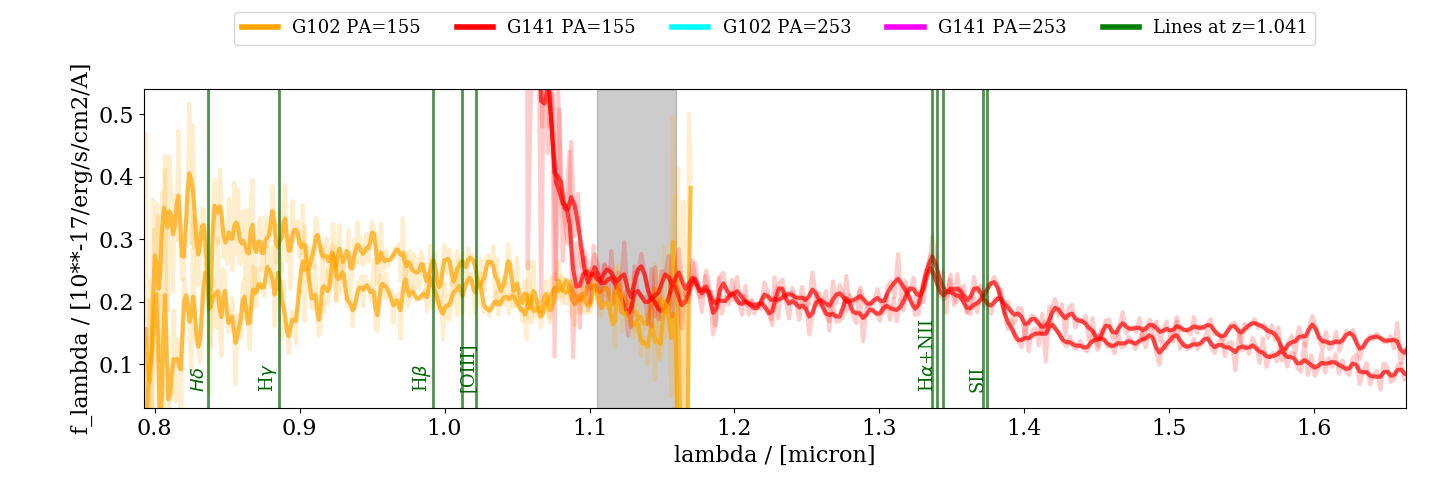 G102 PA=155 G141 PA=155 G102 PA=253 G141 PA=253 Lines at z=1.041
f_lambda / [10**-17/erg/s/cm2/A]
0.5
0.4
0.3
0.2
0.1
Hδ
Hγ
Hβ
[OIII]
Hα+NII
SII
0.8 0.9 1.0 1.1 1.2 1.3 1.4 1.5 1.6
lambda / [micron]